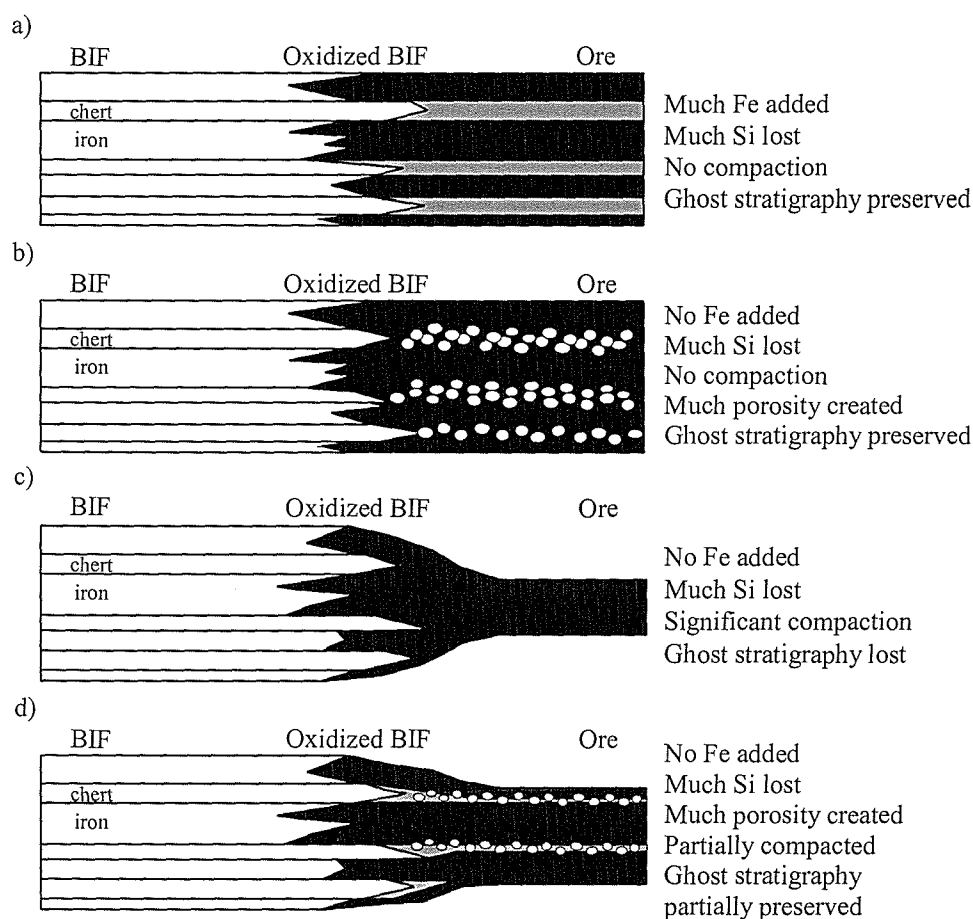 a)
BIF Oxidized BIF Ore
chert
iron
Much Fe added
Much Si lost
No compaction
Ghost stratigraphy preserved
b)
BIF Oxidized BIF Ore
chert
iron
No Fe added
Much Si lost
No compaction
Much porosity created
Ghost stratigraphy preserved
c)
BIF Oxidized BIF Ore
chert
iron
No Fe added
Much Si lost
Significant compaction
Ghost stratigraphy lost
d)
BIF Oxidized BIF Ore
chert
iron
No Fe added
Much Si lost
Much porosity created
Partially compacted
Ghost stratigraphy
partially preserved